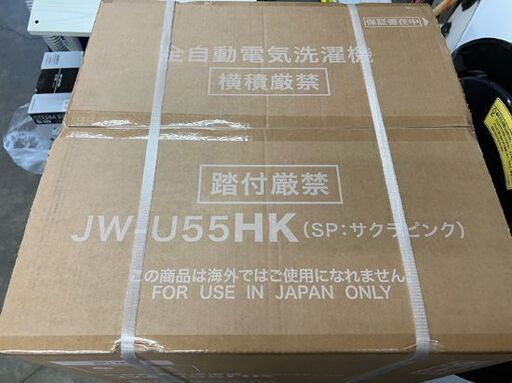 保証書在中
全自動電気洗濯機
横積厳禁
踏付厳禁
JW-U55HK (SP:サクラピンク)
この商品は海外ではご使用になれません
FOR USE IN JAPAN ONLY